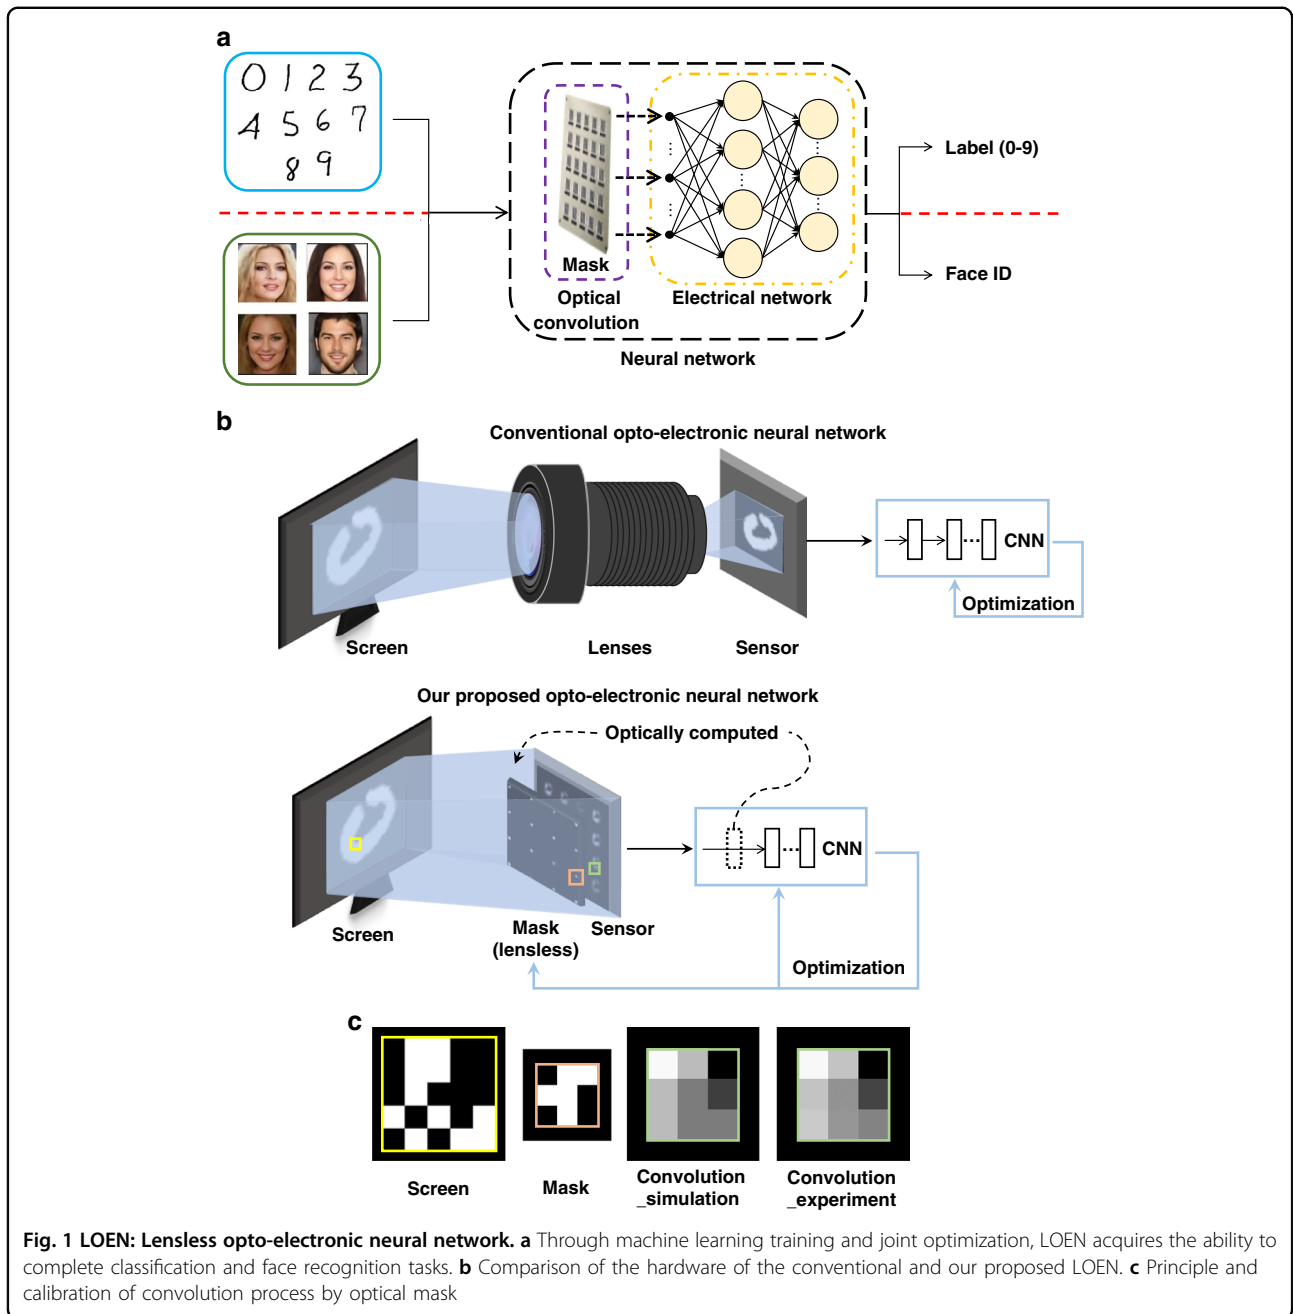 a
0 1 2 3
4 5 6 7
8 9
Mask
Optical
convolution
Electrical network
Neural network
Label (0-9)
Face ID
b
Conventional opto-electronic neural network
Screen
Lenses
Sensor
CNN
Optimization
Our proposed opto-electronic neural network
Optically computed
Screen
Mask
(lensless)
Sensor
CNN
Optimization
c
Screen
Mask
Convolution
_simulation
Convolution
_experiment
Fig. 1 LOEN: Lensless opto-electronic neural network. a Through machine learning training and joint optimization, LOEN acquires the ability to
complete classification and face recognition tasks. b Comparison of the hardware of the conventional and our proposed LOEN. c Principle and
calibration of convolution process by optical mask